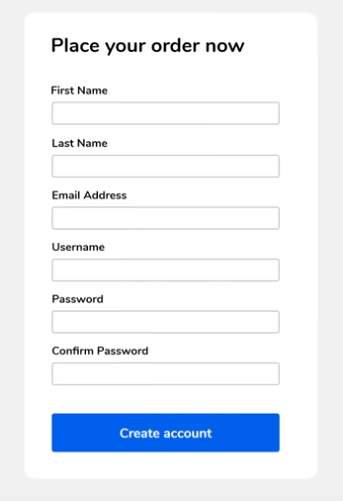 Place your order now
First Name
Last Name
Email Address
Username
Password
Confirm Password
Create account